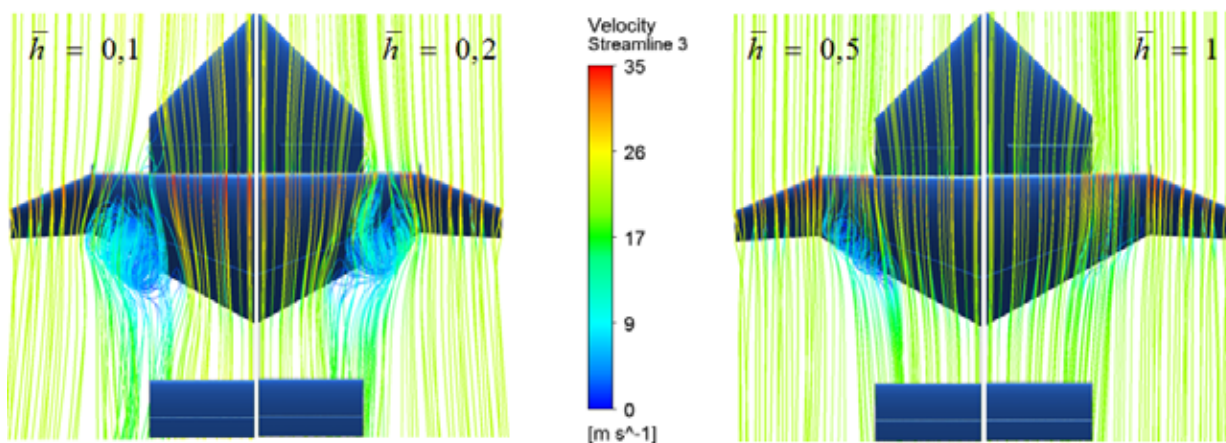 h̅ = 0,1
h̅ = 0,2
Velocity
Streamline 3
35
26
17
9
0
[m s^-1]
h̅ = 0,5
h̅ = 1